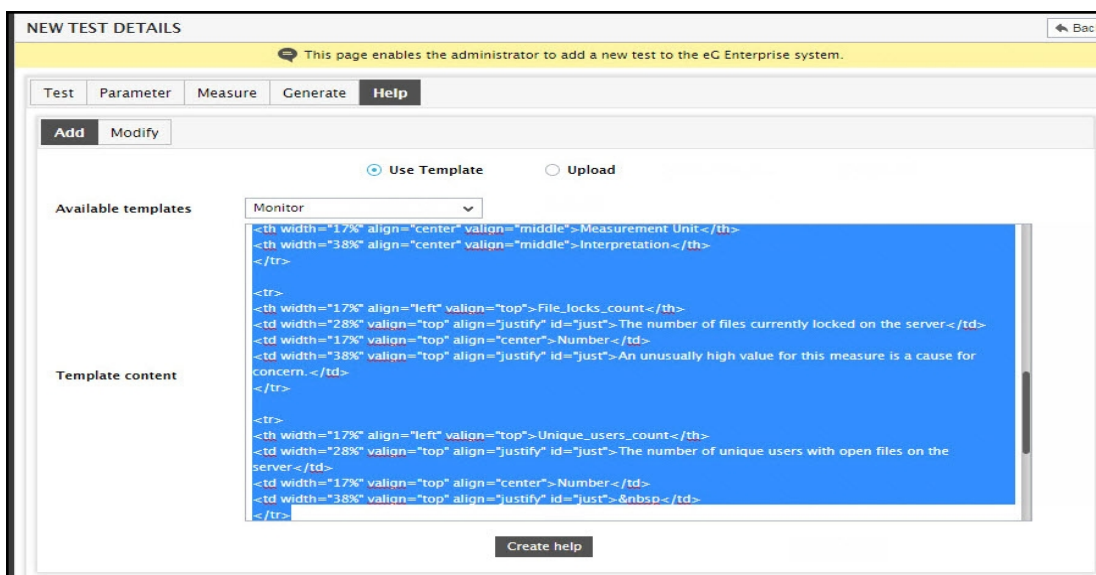 NEW TEST DETAILS
Bac
This page enables the administrator to add a new test to the eG Enterprise system.
Test Parameter Measure Generate Help
Add Modify
Use Template Upload
Available templates Monitor
<th width="17%" align="center" valign="middle">Measurement Unit</th>
<th width="38%" align="center" valign="middle">Interpretation</th>
</tr>
<tr>
<th width="17%" align="left" valign="top">File_locks_count</th>
<td width="28%" valign="top" align="justify" id="just">The number of files currently locked on the server</td>
<td width="17%" valign="top" align="center">Number</td>
<td width="38%" valign="top" align="justify" id="just">An unusually high value for this measure is a cause for
concern.</td>
Template content
</tr>
<tr>
<th width="17%" align="left" valign="top">Unique_users_count</th>
<td width="28%" valign="top" align="justify" id="just">The number of unique users with open files on the
server</td>
<td width="17%" valign="top" align="center">Number</td>
<td width="38%" valign="top" align="justify" id="just">&nbsp</td>
</tr>
Create help